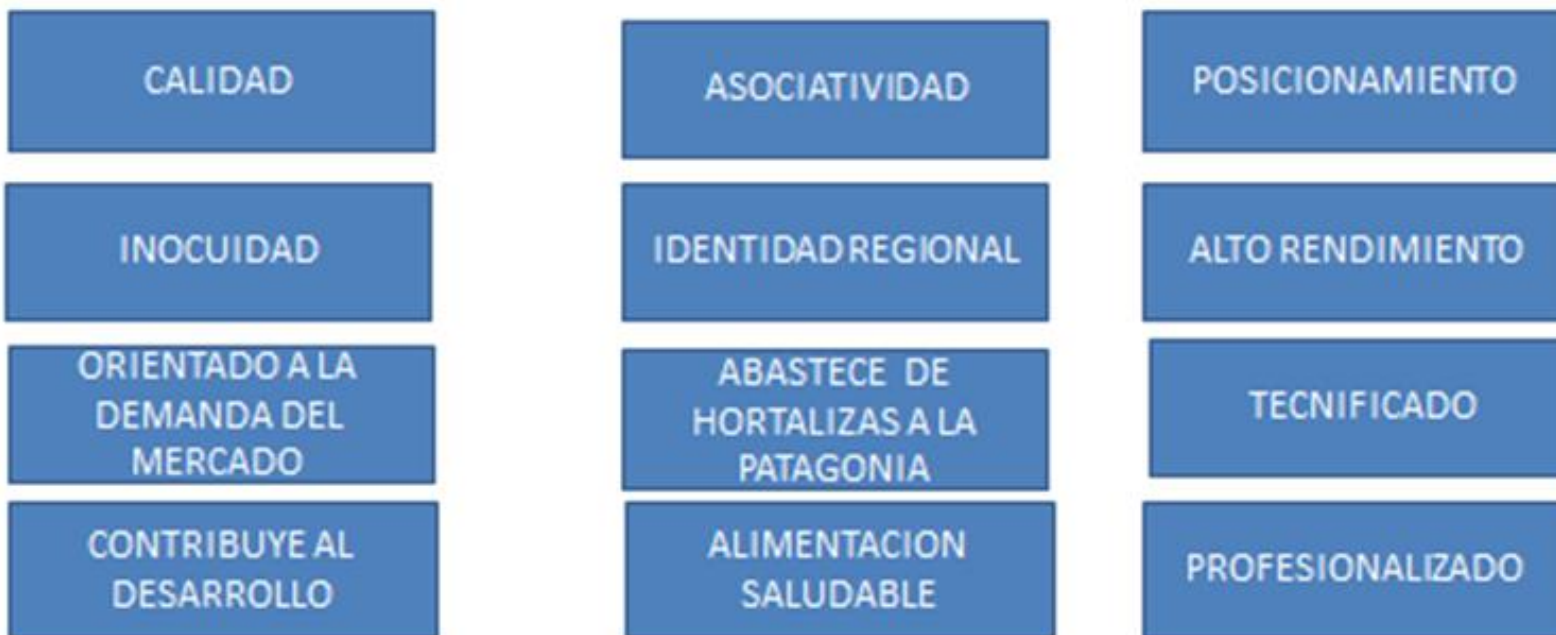 CALIDAD
ASOCIATIVIDAD
POSICIONAMIENTO
INOCUIDAD
IDENTIDAD REGIONAL
ALTO RENDIMIENTO
ORIENTADO A LA
DEMANDA DEL
MERCADO
ABASTECE DE
HORTALIZAS A LA
PATAGONIA
TECNIFICADO
CONTRIBUYE AL
DESARROLLO
ALIMENTACION
SALUDABLE
PROFESIONALIZADO